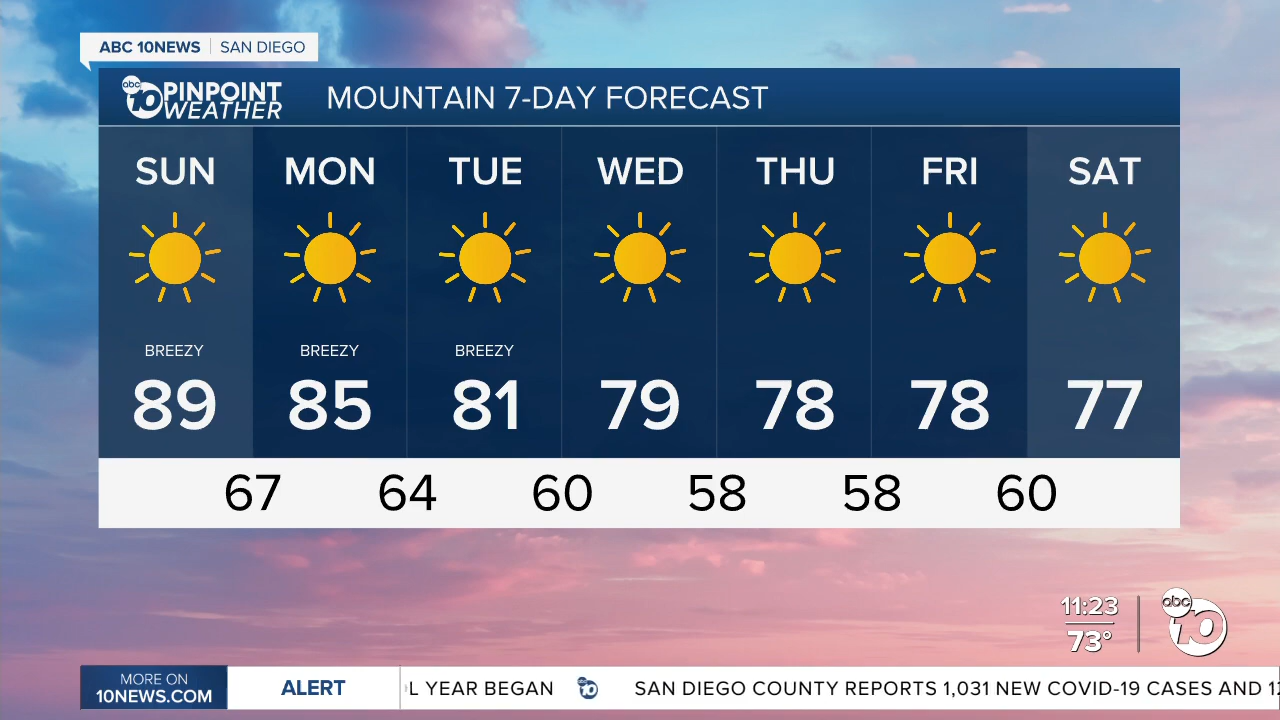 ABC 10NEWS | SAN DIEGO
abc 10 PINPOINT WEATHER
MOUNTAIN 7-DAY FORECAST
SUN MON TUE WED THU FRI SAT
BREEZY BREEZY BREEZY
89 85 81 79 78 78 77
67 64 60 58 58 60
11:23
73°
abc 10
MORE ON
10NEWS.COM
ALERT
L YEAR BEGAN abc 10 SAN DIEGO COUNTY REPORTS 1,031 NEW COVID-19 CASES AND